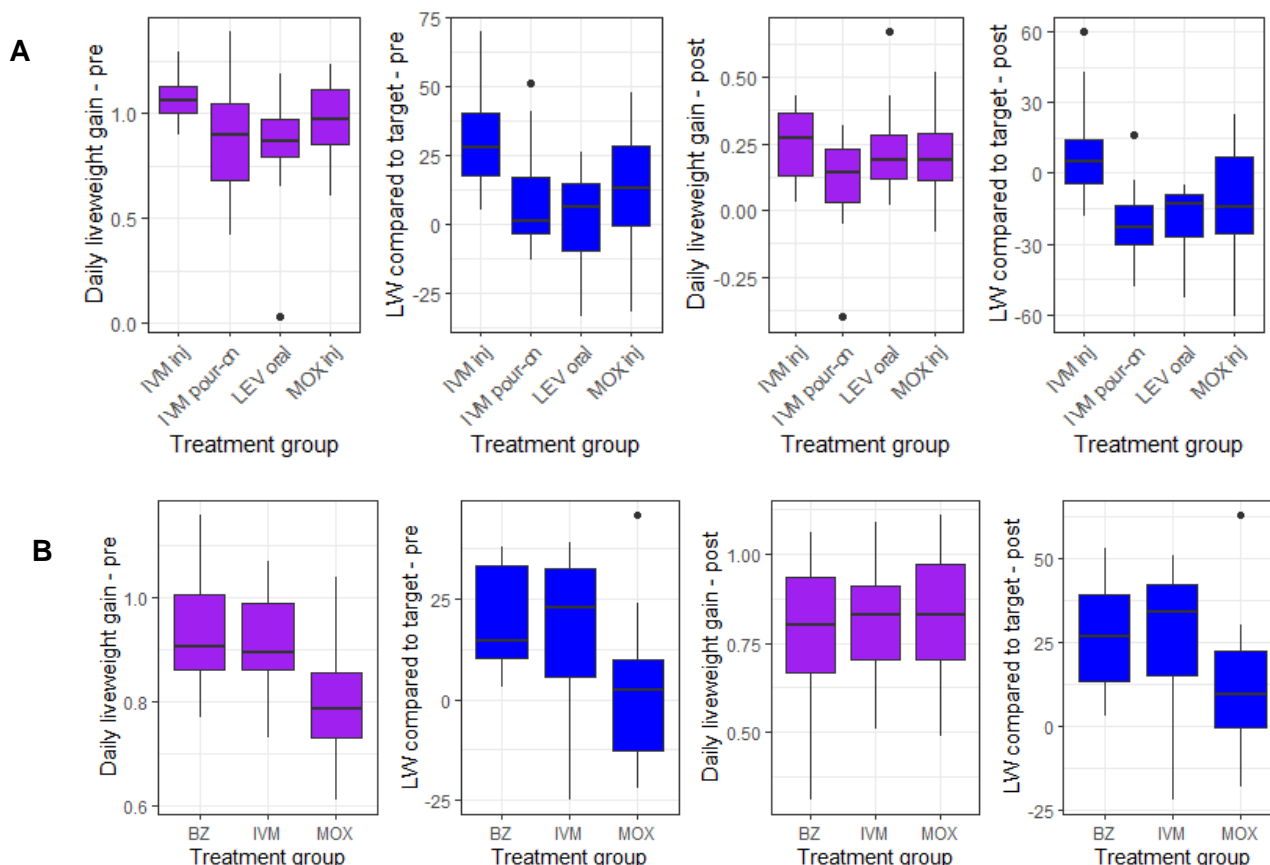 A
Daily liveweight gain - pre
1.0
0.5
0.0
IVM inj
IVM pour-on
LEV oral
MOX inj
Treatment group
LW compared to target - pre
75
50
25
0
-25
IVM inj
IVM pour-on
LEV oral
MOX inj
Treatment group
Daily liveweight gain - post
0.50
0.25
0.00
-0.25
IVM inj
IVM pour-on
LEV oral
MOX inj
Treatment group
LW compared to target - post
60
30
0
-30
-60
IVM inj
IVM pour-on
LEV oral
MOX inj
Treatment group
B
Daily liveweight gain - pre
1.0
0.8
0.6
BZ IVM MOX
Treatment group
LW compared to target - pre
25
0
-25
BZ IVM MOX
Treatment group
Daily liveweight gain - post
1.00
0.75
0.50
BZ IVM MOX
Treatment group
LW compared to target - post
50
25
0
-25
BZ IVM MOX
Treatment group